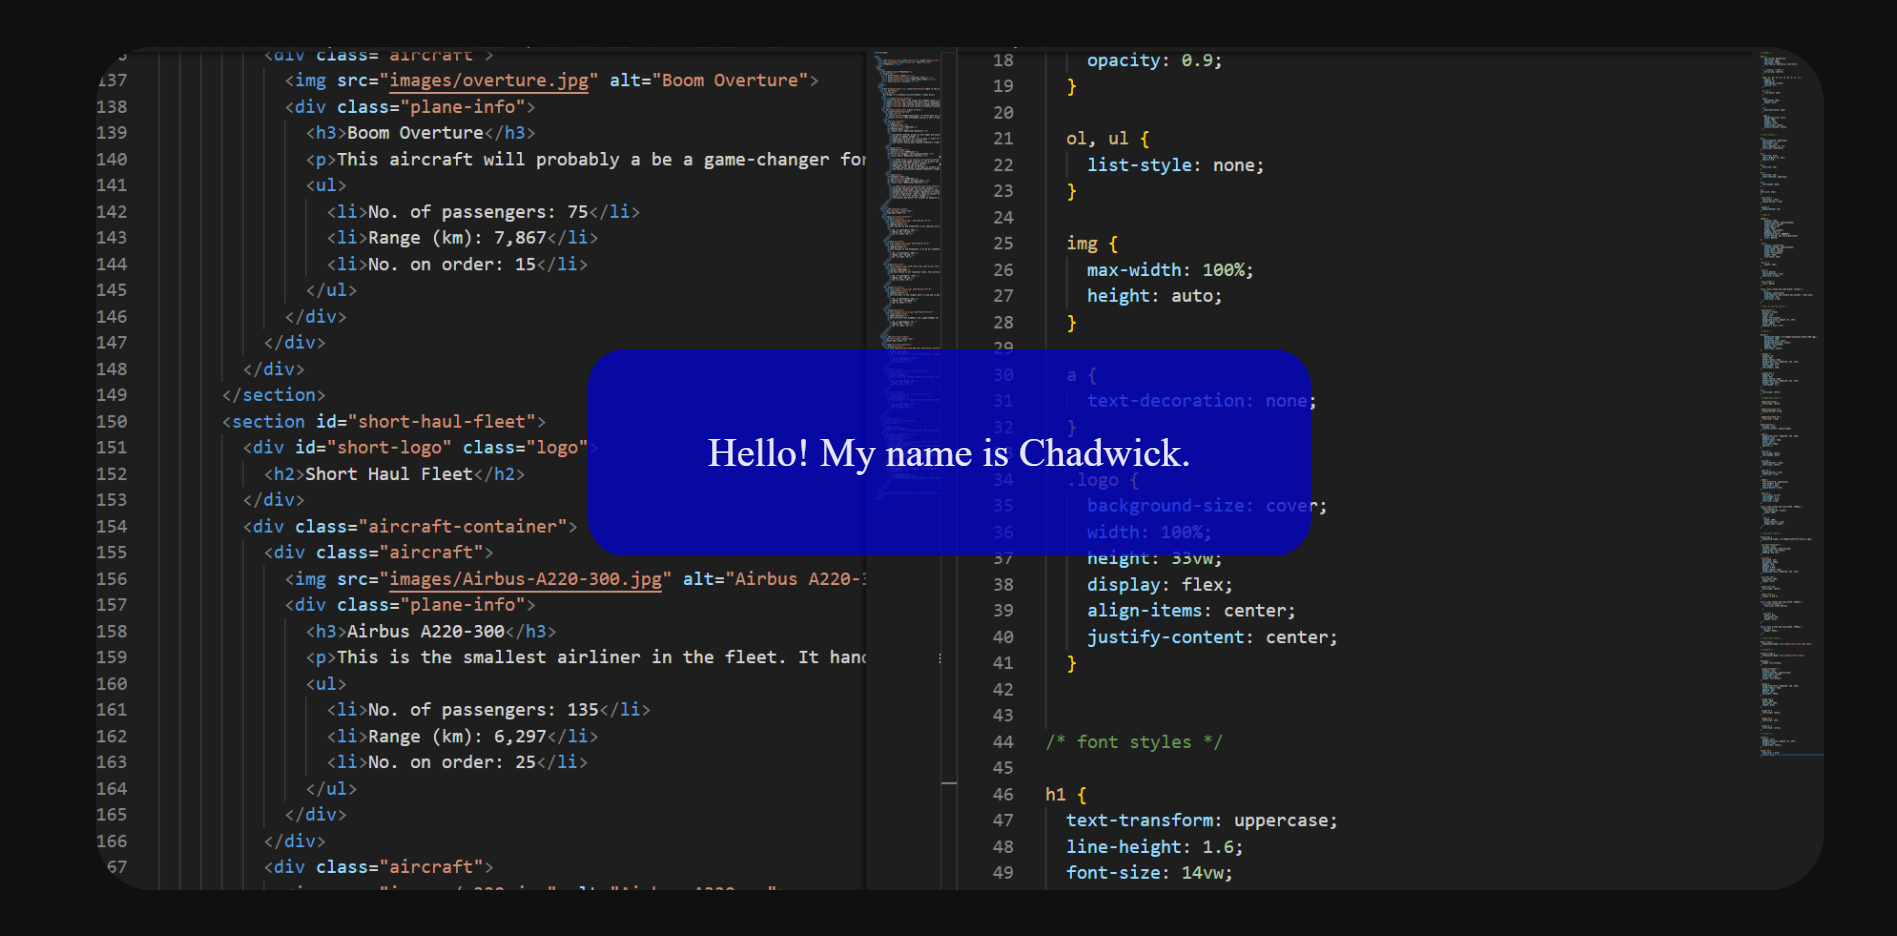 <div class="aircraft">
137 <img src="images/overture.jpg" alt="Boom Overture">
138 <div class="plane-info">
139 <h3>Boom Overture</h3>
140 <p>This aircraft will probably a be a game-changer for
141 <ul>
142 <li>No. of passengers: 75</li>
143 <li>Range (km): 7,867</li>
144 <li>No. on order: 15</li>
145 </ul>
146 </div>
147 </div>
148 </div>
149 </section>
150 <section id="short-haul-fleet">
151 <div id="short-logo" class="logo">
152 <h2>Short Haul Fleet</h2>
153 </div>
154 <div class="aircraft-container">
155 <div class="aircraft">
156 <img src="images/Airbus-A220-300.jpg" alt="Airbus A220-3
157 <div class="plane-info">
158 <h3>Airbus A220-300</h3>
159 <p>This is the smallest airliner in the fleet. It hand
160 <ul>
161 <li>No. of passengers: 135</li>
162 <li>Range (km): 6,297</li>
163 <li>No. on order: 25</li>
164 </ul>
165 </div>
166 </div>
67 <div class="aircraft">
18 opacity: 0.9;
19 }
20
21 ol, ul {
22 list-style: none;
23 }
24
25 img {
26 max-width: 100%;
27 height: auto;
28 }
29
30 a {
31 text-decoration: none;
32 }
34 .logo {
35 background-size: cover;
36 width: 100%;
37 height: 33vw;
38 display: flex;
39 align-items: center;
40 justify-content: center;
41 }
42
43
44 /* font styles */
45
46 h1 {
47 text-transform: uppercase;
48 line-height: 1.6;
49 font-size: 14vw;
Hello! My name is Chadwick.